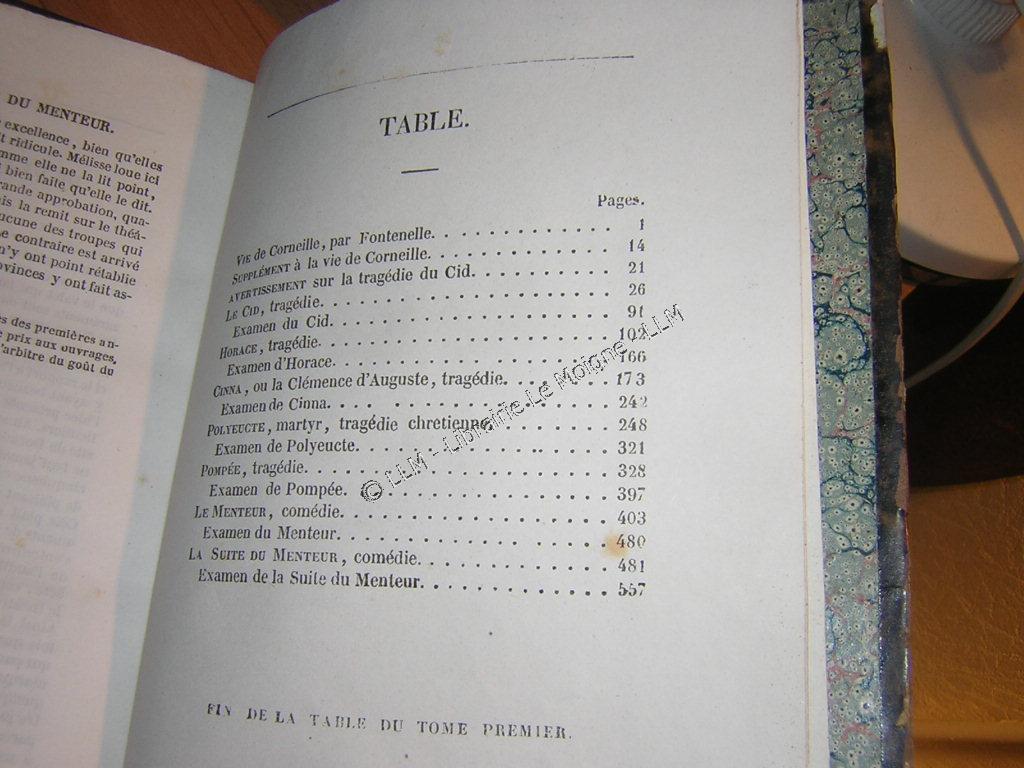 DU MENTEUR.
excellence, bien qu'elles
ridicule. Mélisse loue ici
elle ne la lit point,
bien faite qu'elle le dit.
approbation, qua-
la remit sur le théâ-
des troupes qui
contraire est arrivé
n'y ont point rétablie
y ont fait as-
des premières an-
prix aux ouvrages,
l'arbitre du goût du
TABLE.
Pages.
VIE de Corneille, par Fontenelle. . . . . . . . . . . . . 1
SUPPLÉMENT à la vie de Corneille. . . . . . . . . . . . . 14
AVERTISSEMENT sur la tragédie du Cid. . . . . . . . . . 21
LE CID, tragédie. . . . . . . . . . . . . . . . . . . . 26
Examen du Cid. . . . . . . . . . . . . . . . . . . . 91
HORACE, tragédie. . . . . . . . . . . . . . . . . . . . 102
Examen d'Horace. . . . . . . . . . . . . . . . . . . 166
CINNA, ou la Clémence d'Auguste, tragédie. . . . . . . . 173
Examen de Cinna. . . . . . . . . . . . . . . . . . . 242
POLYEUCTE, martyr, tragédie chretienne. . . . . . . . . 248
Examen de Polyeucte. . . . . . . . . . . . . . . . . 321
POMPÉE, tragédie. . . . . . . . . . . . . . . . . . . . 328
Examen de Pompée. . . . . . . . . . . . . . . . . . 397
LE MENTEUR, comédie. . . . . . . . . . . . . . . . . . 403
Examen du Menteur. . . . . . . . . . . . . . . . . . 480
LA SUITE DU MENTEUR, comédie. . . . . . . . . . . . . . 481
Examen de la Suite du Menteur. . . . . . . . . . . . . 557
FIN DE LA TABLE DU TOME PREMIER.
© LLM - Librairie Le Moigne - LLM